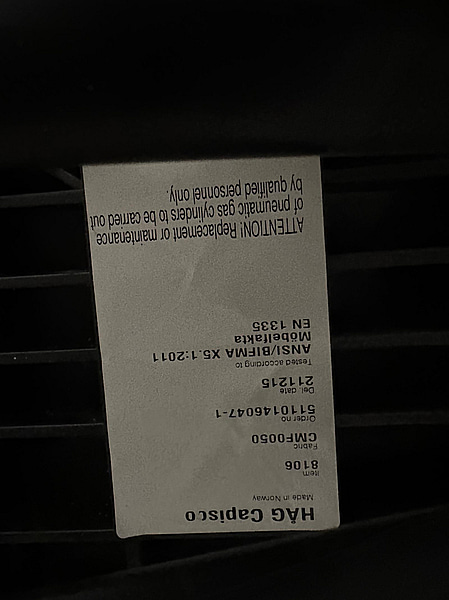 HÅG Capisco
Made in Norway
Item
8106
Fabric
CMF0050
Order no
5110146047-1
Del. date
211215
Tested according to
ANSI/BIFMA X5.1:2011
Möbelfakta
EN 1335
ATTENTION! Replacement or maintenance
of pneumatic gas cylinders to be carried out
by qualified personnel only.